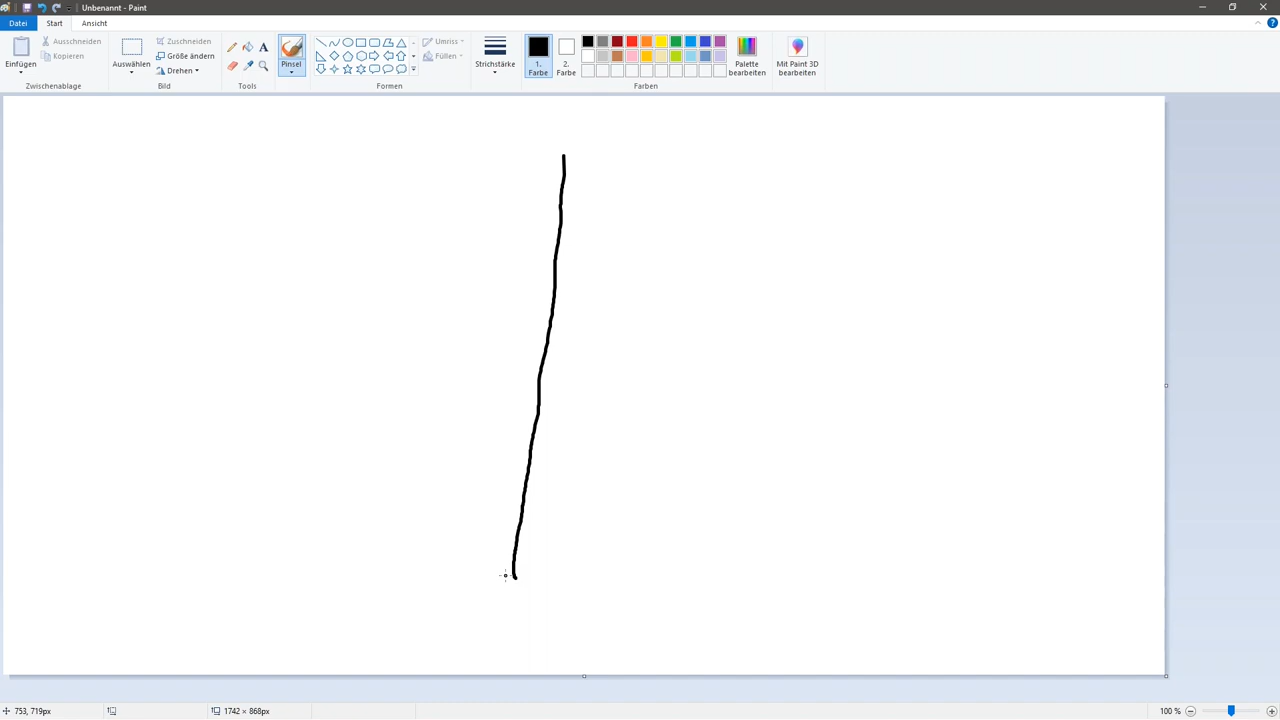 Unbenannt - Paint
Datei Start Ansicht
Einfügen
Ausschneiden
Kopieren
Zwischenablage
Auswählen
Zuschneiden
Größe ändern
Drehen
Bild
Tools
Pinsel
Umriss
Füllen
Formen
Strichstärke
1.
Farbe
2.
Farbe
Palette
bearbeiten
Farben
Mit Paint 3D
bearbeiten
753, 719px
1742 × 868px
100 %